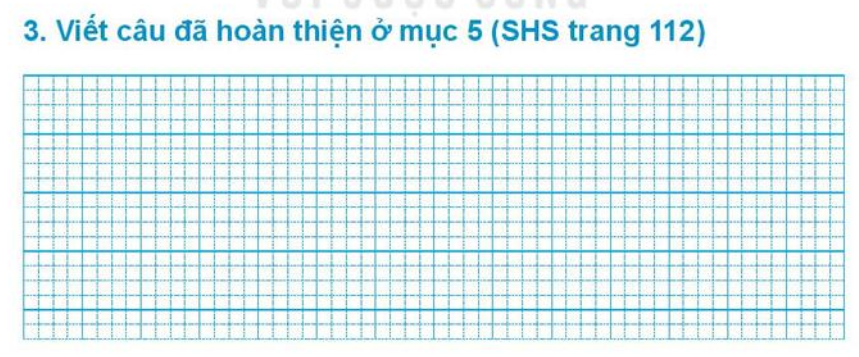 3. Viết câu đã hoàn thiện ở mục 5 (SHS trang 112)